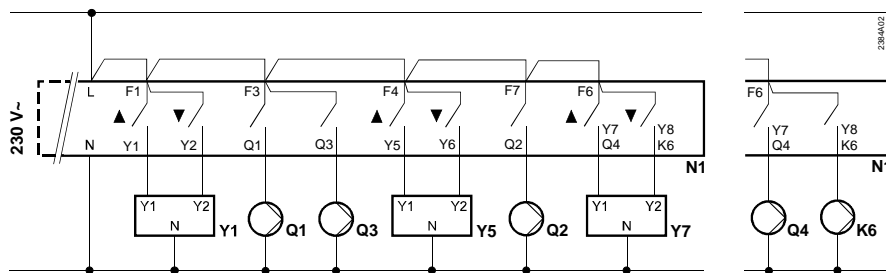 2384A02
230 V~
L F1 F3 F4 F7 F6 F6
Y7 Y8 Y7 Y8
N Y1 Y2 Q1 Q3 Y5 Y6 Q2 Q4 K6 Q4 K6
N1 N1
Y1 Y2 Y1 Y2 Y1 Y2
N Y1 Q1 Q3 N Y5 Q2 N Y7 Q4 K6